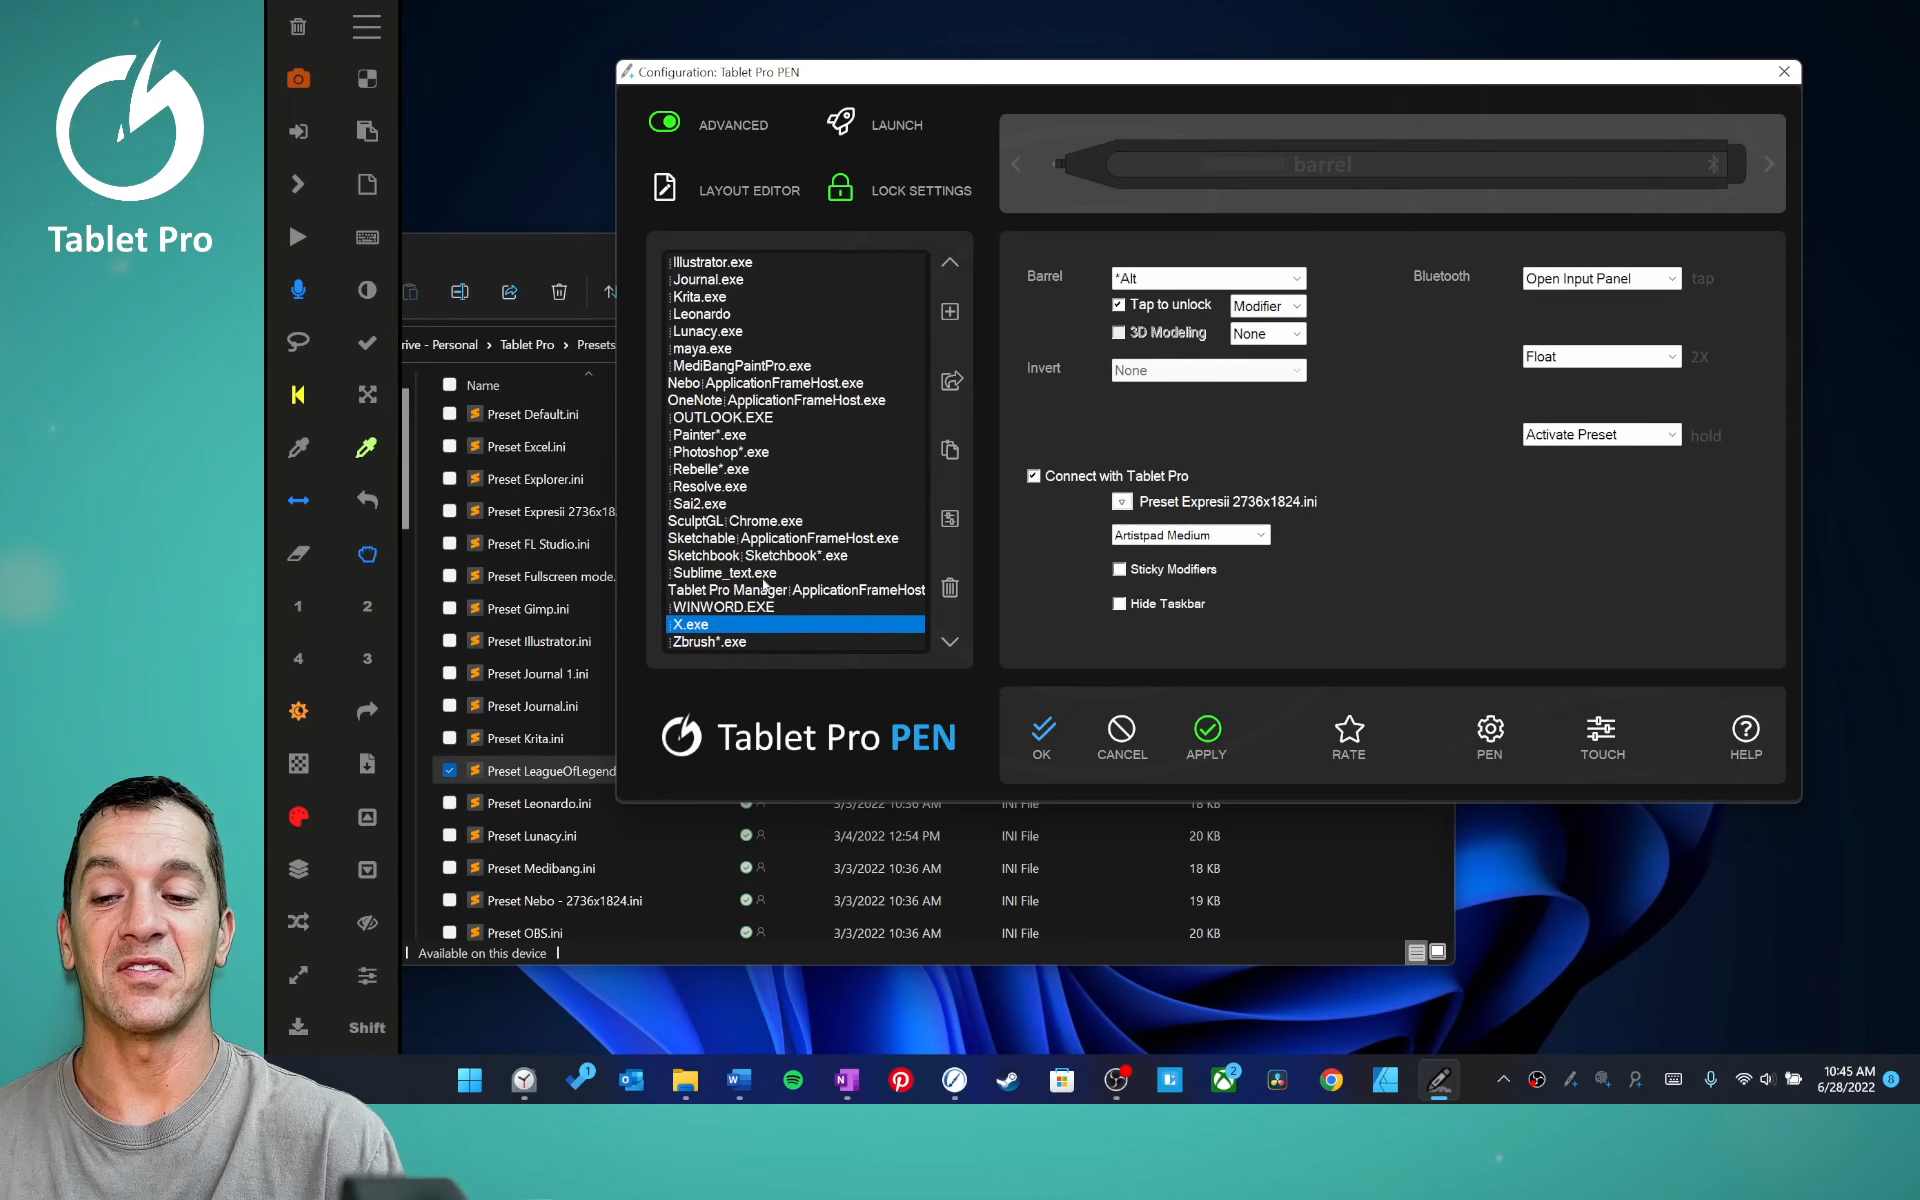 Tablet Pro
1
2
4
3
Shift
Configuration: Tablet Pro PEN
ADVANCED
LAUNCH
LAYOUT EDITOR
LOCK SETTINGS
barrel
Illustrator.exe
Journal.exe
Krita.exe
Leonardo
Lunacy.exe
maya.exe
MediBangPaintPro.exe
Nebo¦ApplicationFrameHost.exe
OneNote¦ApplicationFrameHost.exe
OUTLOOK.EXE
Painter*.exe
Photoshop*.exe
Rebelle*.exe
Resolve.exe
Sai2.exe
SculptGL¦Chrome.exe
Sketchable¦ApplicationFrameHost.exe
Sketchbook¦Sketchbook*.exe
Sublime_text.exe
Tablet Pro Manager¦ApplicationFrameHost
WINWORD.EXE
X.exe
Zbrush*.exe
Barrel
*Alt
Tap to unlock
Modifier
3D Modeling
None
Invert
None
Bluetooth
Open Input Panel
tap
Float
2X
Activate Preset
hold
Connect with Tablet Pro
Preset Expresii 2736x1824.ini
Artistpad Medium
Sticky Modifiers
Hide Taskbar
Tablet Pro PEN
OK
CANCEL
APPLY
RATE
PEN
TOUCH
HELP
rive - Personal > Tablet Pro > Presets
Name
Preset Default.ini
Preset Excel.ini
Preset Explorer.ini
Preset Expresii 2736x18
Preset FL Studio.ini
Preset Fullscreen mode.
Preset Gimp.ini
Preset Illustrator.ini
Preset Journal 1.ini
Preset Journal.ini
Preset Krita.ini
Preset LeagueOfLegend
Preset Leonardo.ini 3/3/2022 10:36 AM INI File 18 KB
Preset Lunacy.ini 3/4/2022 12:54 PM INI File 20 KB
Preset Medibang.ini 3/3/2022 10:36 AM INI File 18 KB
Preset Nebo - 2736x1824.ini 3/3/2022 10:36 AM INI File 19 KB
Preset OBS.ini 3/3/2022 10:36 AM INI File 20 KB
Available on this device
1
2
10:45 AM
6/28/2022
8